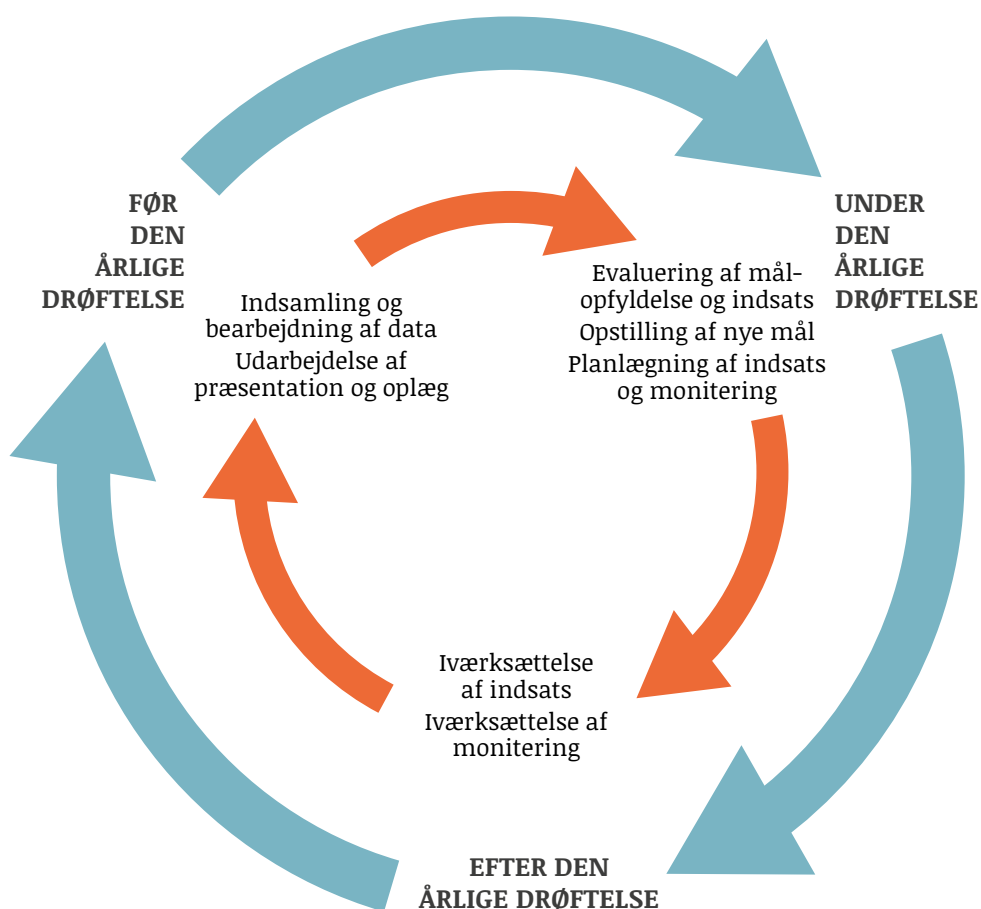 FØR
DEN
ÅRLIGE
DRØFTELSE
Indsamling og
bearbejdning af data
Udarbejdelse af
præsentation og oplæg
UNDER
DEN
ÅRLIGE
DRØFTELSE
Evaluering af mål-
opfyldelse og indsats
Opstilling af nye mål
Planlægning af indsats
og monitering
Iværksættelse
af indsats
Iværksættelse af
monitering
EFTER DEN
ÅRLIGE DRØFTELSE